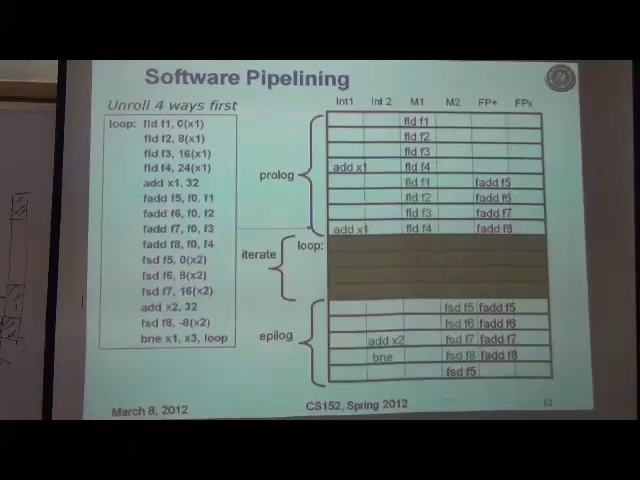 Software Pipelining
Unroll 4 ways first
loop: fld f1, 0(x1)
fld f2, 8(x1)
fld f3, 16(x1)
fld f4, 24(x1)
add x1, 32
fadd f5, f0, f1
fadd f6, f0, f2
fadd f7, f0, f3
fadd f8, f0, f4
fsd f5, 0(x2)
fsd f6, 8(x2)
fsd f7, 16(x2)
add x2, 32
fsd f8, -8(x2)
bne x1, x3, loop
Int1 Int 2 M1 M2 FP+ FPx
fld f1
fld f2
fld f3
add x1 fld f4
prolog
fld f1 fadd f5
fld f2 fadd f6
fld f3 fadd f7
add x1 fld f4 fadd f8
loop:
iterate
fsd f5 fadd f5
fsd f6 fadd f6
epilog
add x2 fsd f7 fadd f7
bne fsd f8 fadd f8
fsd f5
March 8, 2012
CS152, Spring 2012
12